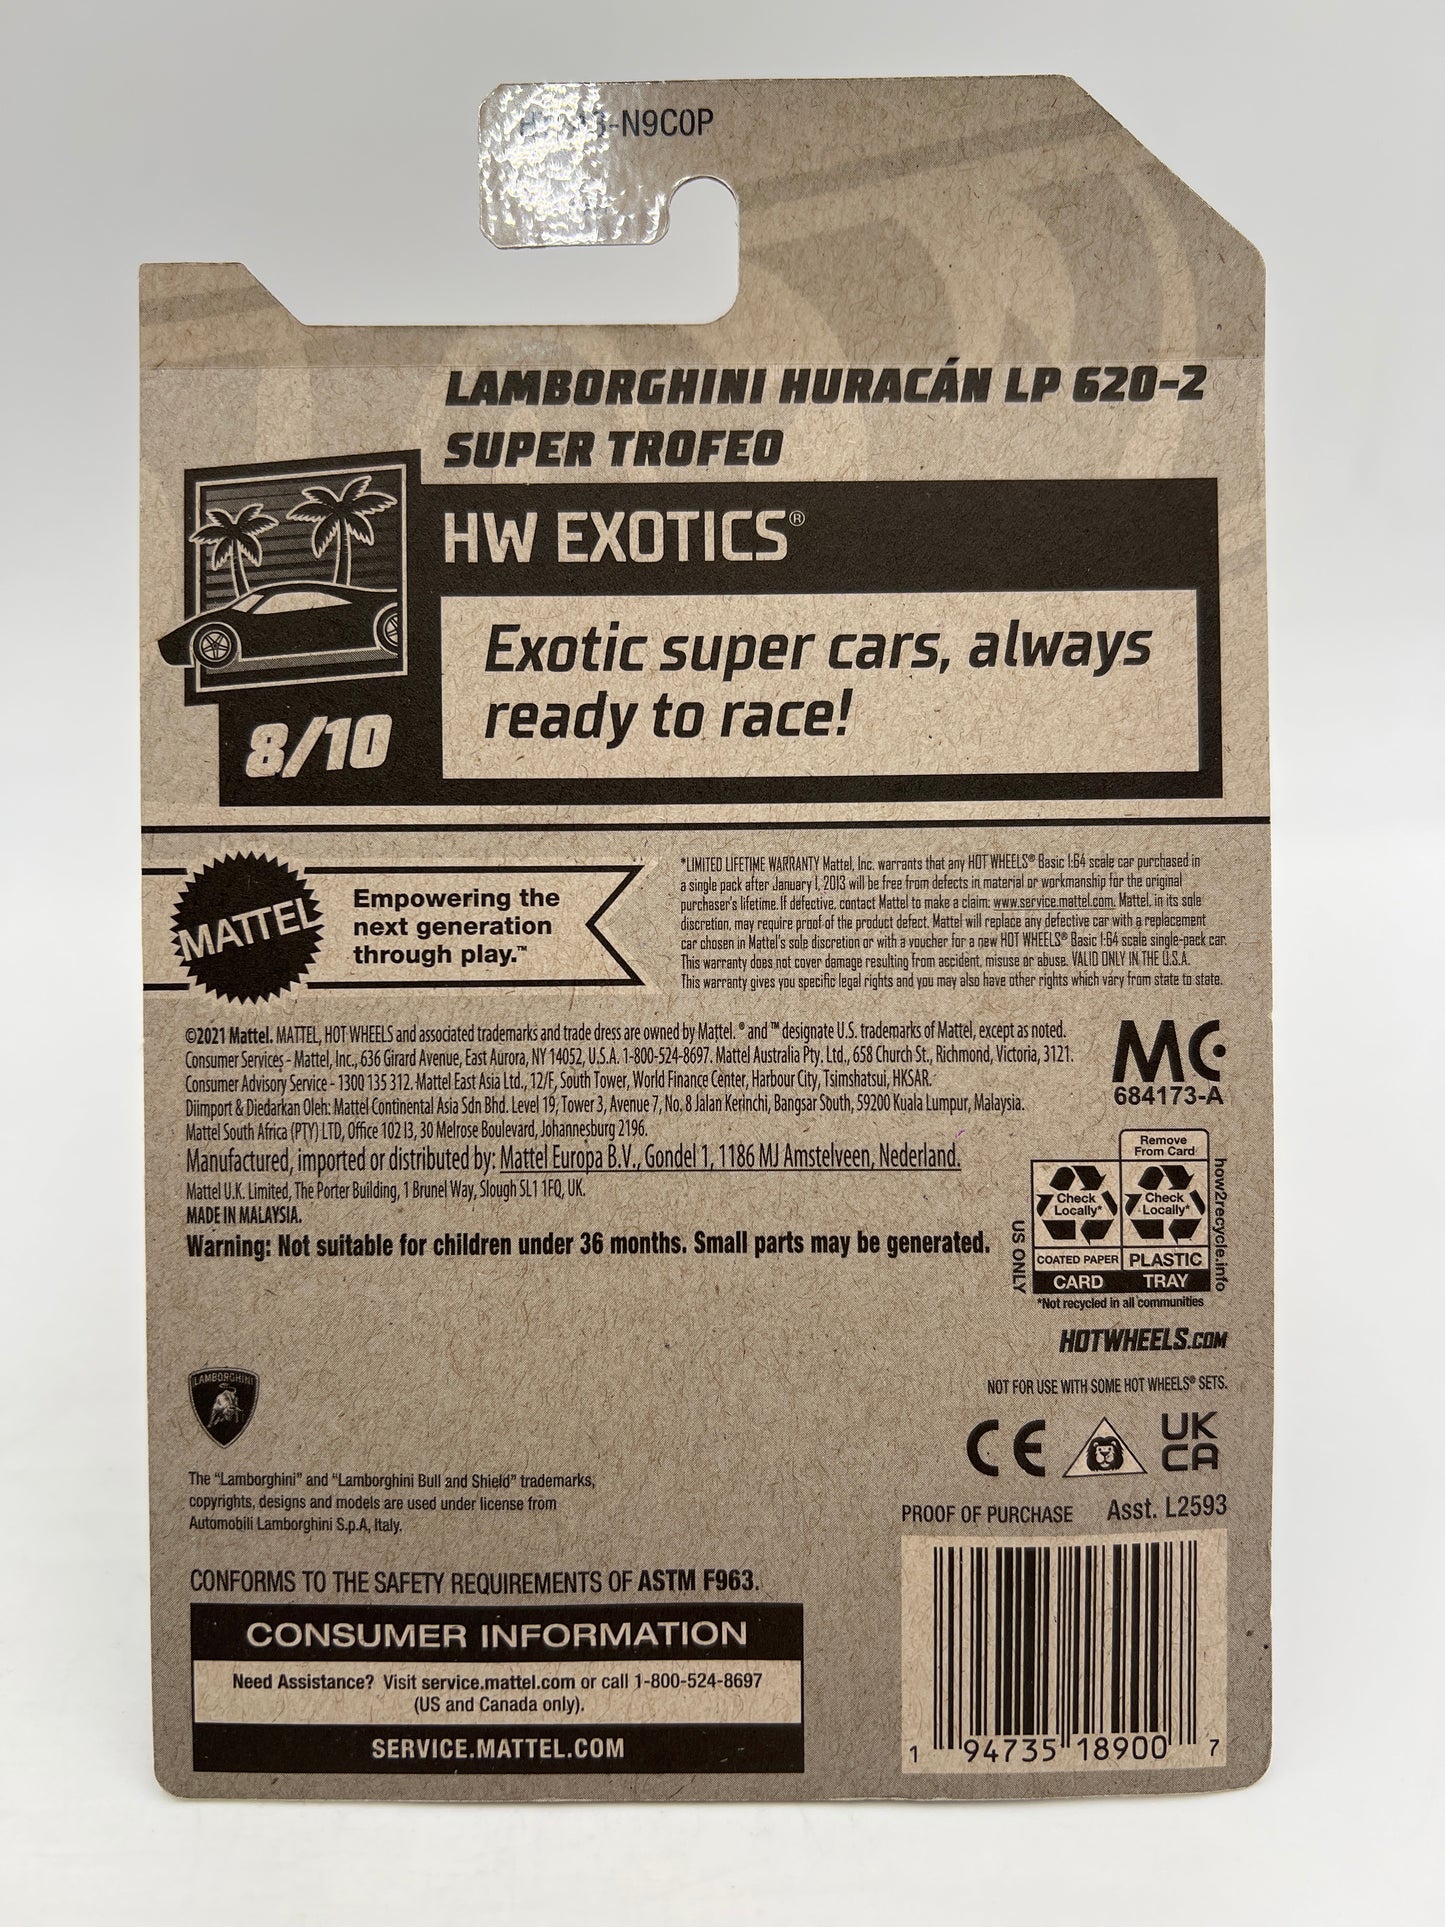 -N9C0P
LAMBORGHINI HURACÁN LP 620-2
SUPER TROFEO
HW EXOTICS®
Exotic super cars, always
ready to race!
8/10
MATTEL
Empowering the
next generation
through play.™
*LIMITED LIFETIME WARRANTY Mattel, Inc. warrants that any HOT WHEELS® Basic 1:64 scale car purchased in
a single pack after January 1, 2013 will be free from defects in material or workmanship for the original
purchaser's lifetime. If defective, contact Mattel to make a claim: www.service.mattel.com. Mattel, in its sole
discretion, may require proof of the product defect. Mattel will replace any defective car with a replacement
car chosen in Mattel's sole discretion or with a voucher for a new HOT WHEELS® Basic 1:64 scale single-pack car.
This warranty does not cover damage resulting from accident, misuse or abuse. VALID ONLY IN THE U.S.A.
This warranty gives you specific legal rights and you may also have other rights which vary from state to state.
©2021 Mattel. MATTEL, HOT WHEELS and associated trademarks and trade dress are owned by Mattel. ® and ™ designate U.S. trademarks of Mattel, except as noted.
Consumer Services - Mattel, Inc., 636 Girard Avenue, East Aurora, NY 14052, U.S.A. 1-800-524-8697. Mattel Australia Pty. Ltd., 658 Church St., Richmond, Victoria, 3121.
Consumer Advisory Service - 1300 135 312. Mattel East Asia Ltd., 12/F, South Tower, World Finance Center, Harbour City, Tsimshatsui, HKSAR.
Diimport & Diedarkan Oleh: Mattel Continental Asia Sdn Bhd. Level 19, Tower 3, Avenue 7, No. 8 Jalan Kerinchi, Bangsar South, 59200 Kuala Lumpur, Malaysia.
Mattel South Africa (PTY) LTD, Office 102 I3, 30 Melrose Boulevard, Johannesburg 2196.
Manufactured, imported or distributed by: Mattel Europa B.V., Gondel 1, 1186 MJ Amstelveen, Nederland.
Mattel U.K. Limited, The Porter Building, 1 Brunel Way, Slough SL1 1FQ, UK.
MADE IN MALAYSIA.
Warning: Not suitable for children under 36 months. Small parts may be generated.
MC
684173-A
Remove
From Card
Check
Locally*
Check
Locally*
COATED PAPER
PLASTIC
CARD
TRAY
US ONLY
how2recycle.info
*Not recycled in all communities
HOTWHEELS.COM
NOT FOR USE WITH SOME HOT WHEELS® SETS.
CE
UK
CA
LAMBORGHINI
The "Lamborghini" and "Lamborghini Bull and Shield" trademarks,
copyrights, designs and models are used under license from
Automobili Lamborghini S.p.A, Italy.
PROOF OF PURCHASE
Asst. L2593
CONFORMS TO THE SAFETY REQUIREMENTS OF ASTM F963.
CONSUMER INFORMATION
Need Assistance? Visit service.mattel.com or call 1-800-524-8697
(US and Canada only).
SERVICE.MATTEL.COM
1 94735 18900 7